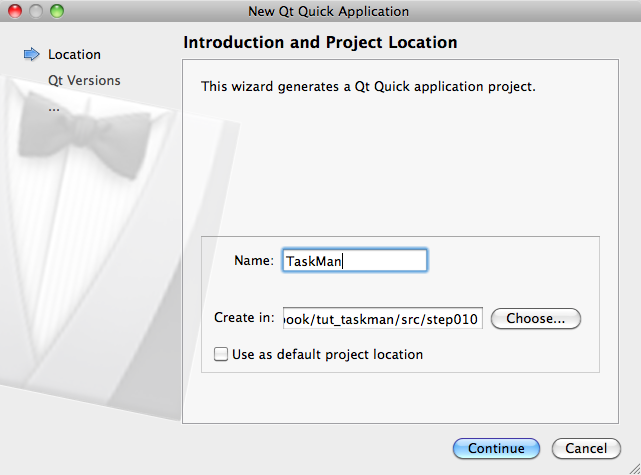 New Qt Quick Application
Introduction and Project Location
Location
Qt Versions
...
This wizard generates a Qt Quick application project.
Name: TaskMan
Create in: book/tut_taskman/src/step010 Choose...
Use as default project location
Continue Cancel